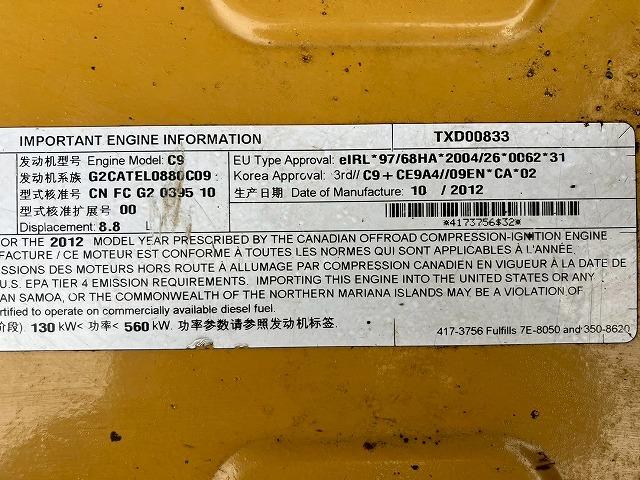 IMPORTANT ENGINE INFORMATION TXD00833
发动机型号 Engine Model: C9 EU Type Approval: eIRL*97/68HA*2004/26*0062*31
发动机系族 G2CATEL0880C09 Korea Approval: 3rd// C9+CE9A4//09EN*CA*02
型式核准号 CN FC G2 0395 10 生产日期 Date of Manufacture: 10 / 2012
型式核准扩展号 00
Displacement: 8.8 L *4173756$32*
FOR THE 2012 MODEL YEAR PRESCRIBED BY THE CANADIAN OFFROAD COMPRESSION-IGNITION ENGINE
FACTURE / CE MOTEUR EST CONFORME À TOUTES LES NORMES QUI SONT APPLICABLES À L'ANNÉE
SSIONS DES MOTEURS HORS ROUTE À ALLUMAGE PAR COMPRESSION CANADIEN EN VIGUEUR À LA DATE DE
U.S. EPA TIER 4 EMISSION REQUIREMENTS. IMPORTING THIS ENGINE INTO THE UNITED STATES OR ANY
AN SAMOA, OR THE COMMONWEALTH OF THE NORTHERN MARIANA ISLANDS MAY BE A VIOLATION OF
rtified to operate on commercially available diesel fuel.
阶段). 130 kW< 功率< 560 kW. 功率参数请参照发动机标签.
417-3756 Fulfills 7E-8050 and 350-8620